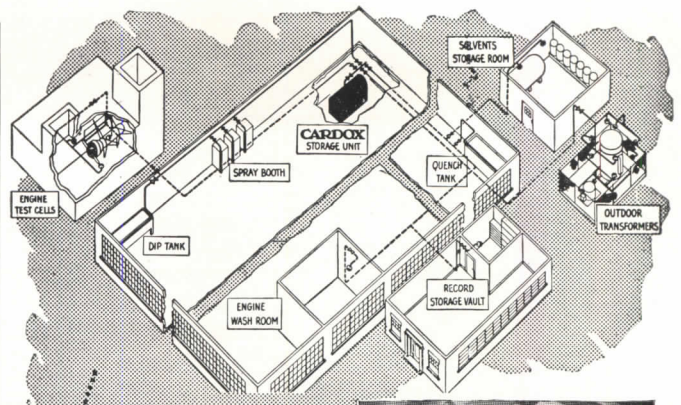 SOLVENTS
STORAGE ROOM
CARDOX
STORAGE UNIT
SPRAY BOOTH
QUENCH
TANK
ENGINE
TEST CELLS
OUTDOOR
TRANSFORMERS
DIP TANK
ENGINE
WASH ROOM
RECORD
STORAGE VAULT